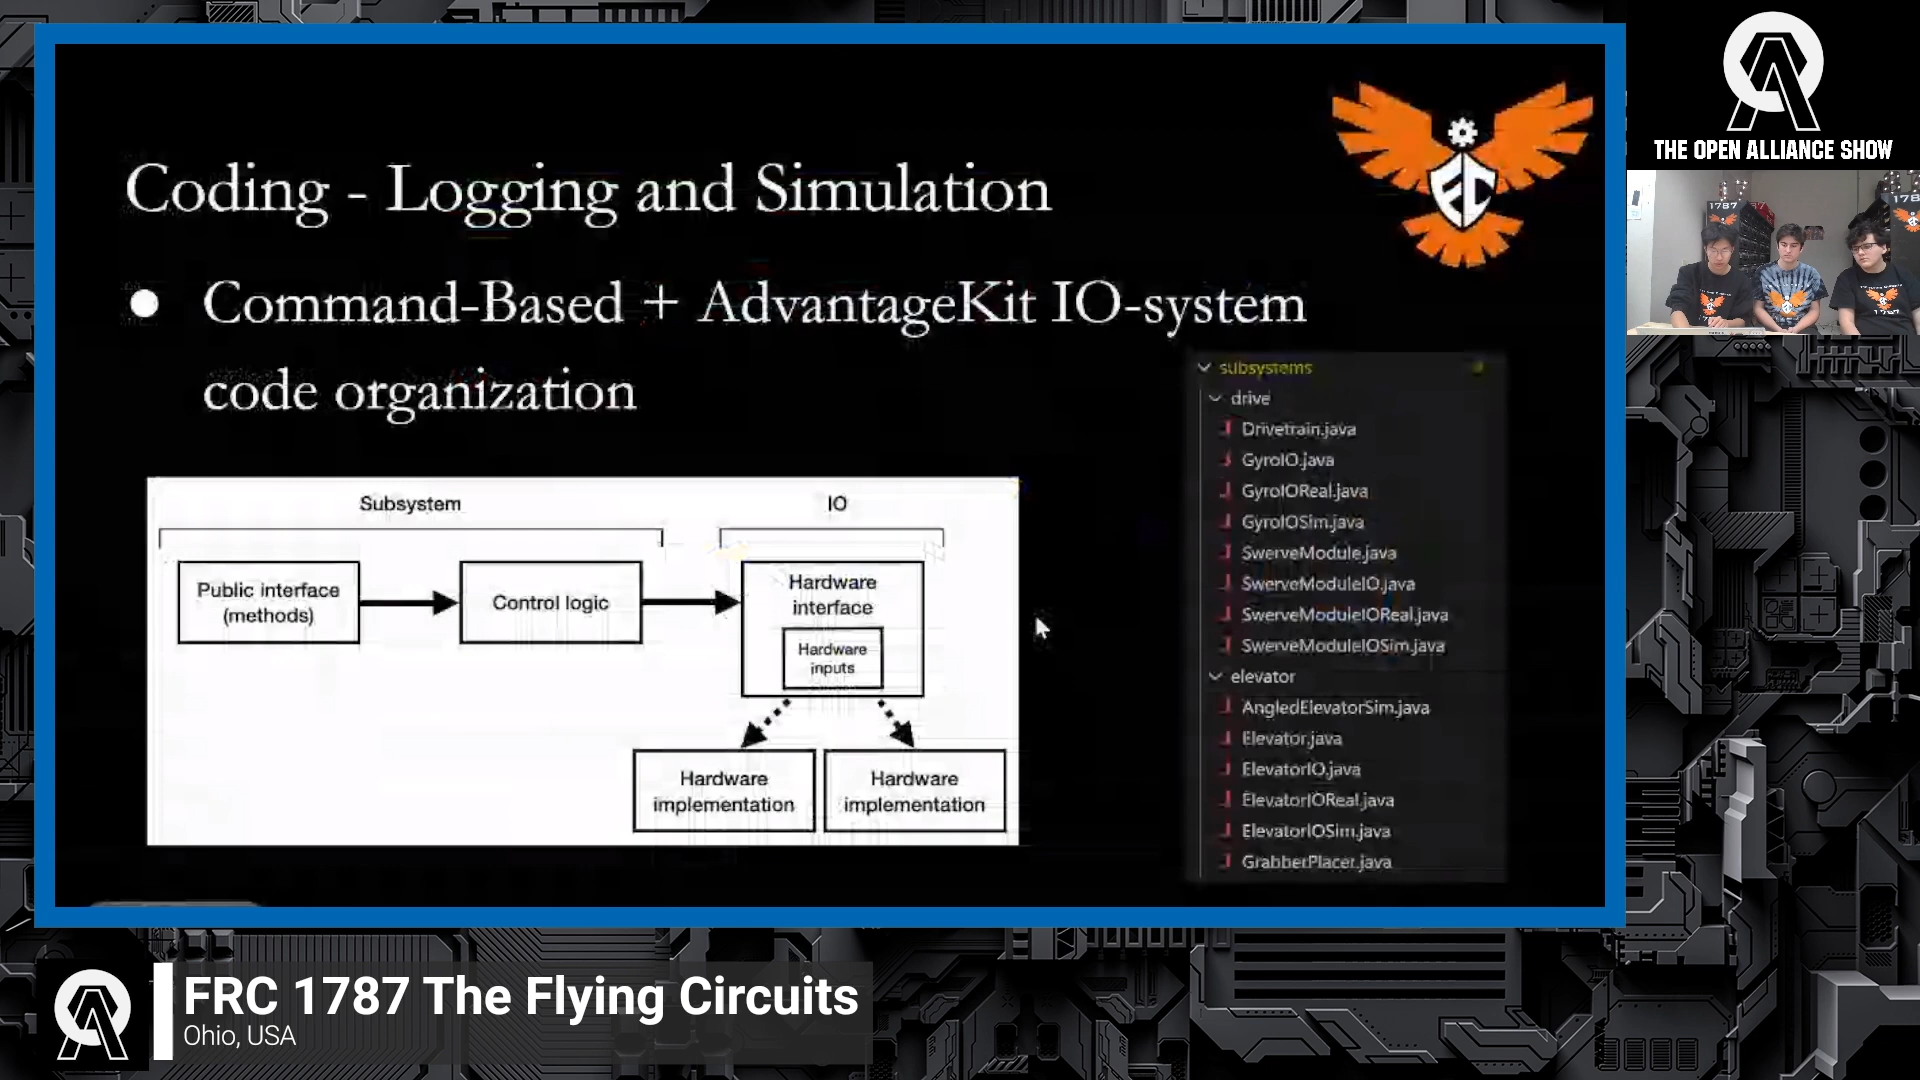 Coding - Logging and Simulation
● Command-Based + AdvantageKit IO-system
code organization
Subsystem
IO
Public interface
(methods)
Control logic
Hardware
interface
Hardware
inputs
Hardware
implementation
Hardware
implementation
subsystems
drive
Drivetrain.java
GyroIO.java
GyroIOReal.java
GyroIOSim.java
SwerveModule.java
SwerveModuleIO.java
SwerveModuleIOReal.java
SwerveModuleIOSim.java
elevator
AngledElevatorSim.java
Elevator.java
ElevatorIO.java
ElevatorIOReal.java
ElevatorIOSim.java
GrabberPlacer.java
FC
THE OPEN ALLIANCE SHOW
1787
FRC 1787 The Flying Circuits
Ohio, USA